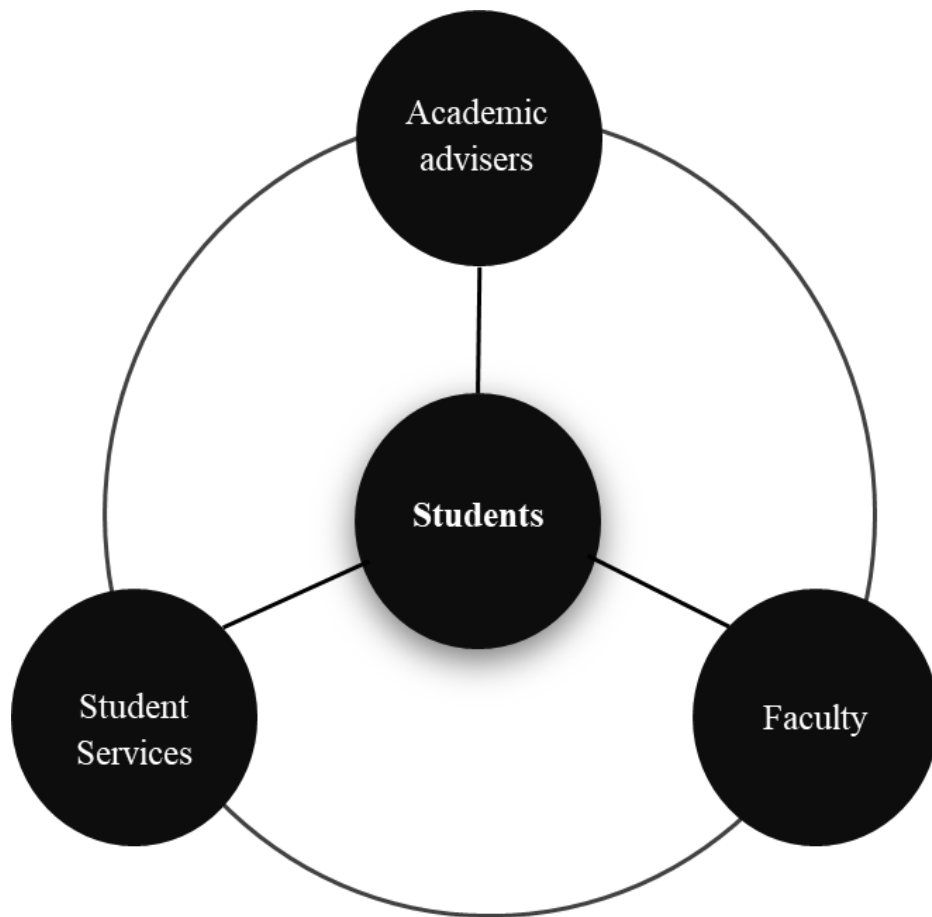 Academic
advisers
Students
Student
Services
Faculty